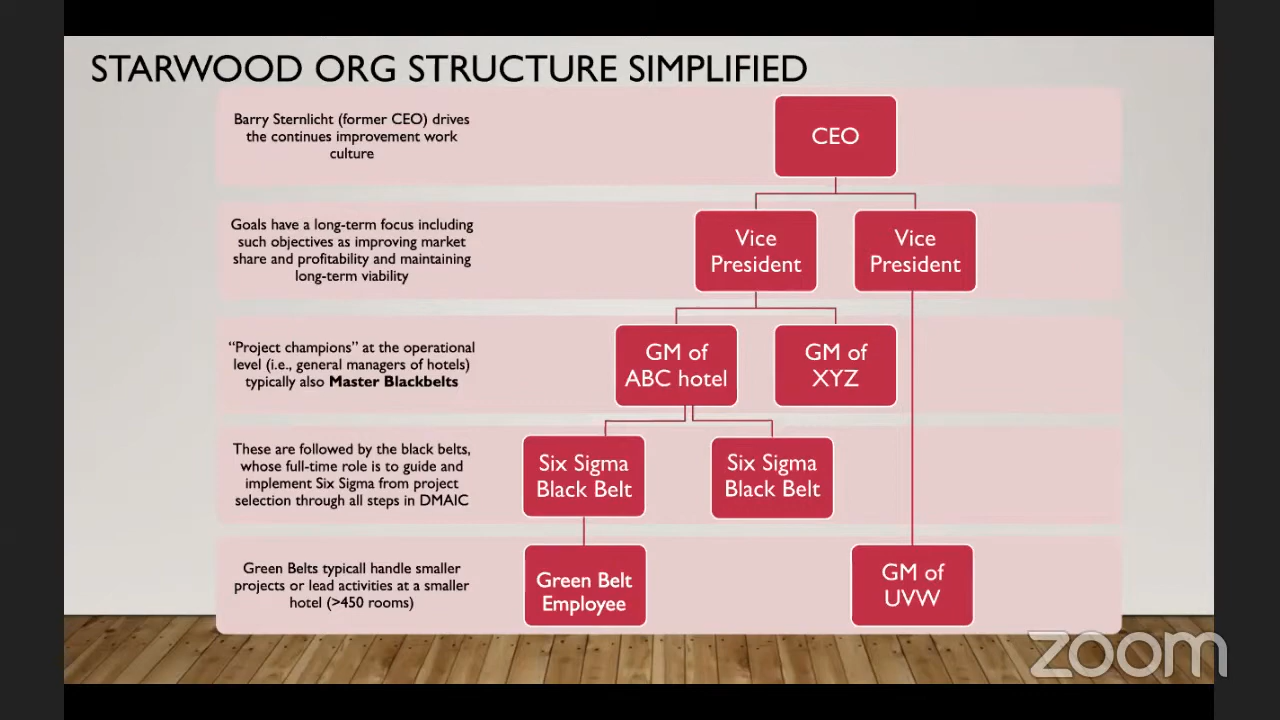 STARWOOD ORG STRUCTURE SIMPLIFIED
Barry Sternlicht (former CEO) drives
the continues improvement work
culture
CEO
Goals have a long-term focus including
such objectives as improving market
share and profitability and maintaining
long-term viability
Vice
President
Vice
President
“Project champions” at the operational
level (i.e., general managers of hotels)
typically also Master Blackbelts
GM of
ABC hotel
GM of
XYZ
These are followed by the black belts,
whose full-time role is to guide and
implement Six Sigma from project
selection through all steps in DMAIC
Six Sigma
Black Belt
Six Sigma
Black Belt
Green Belts typicall handle smaller
projects or lead activities at a smaller
hotel (>450 rooms)
Green Belt
Employee
GM of
UVW
zoom